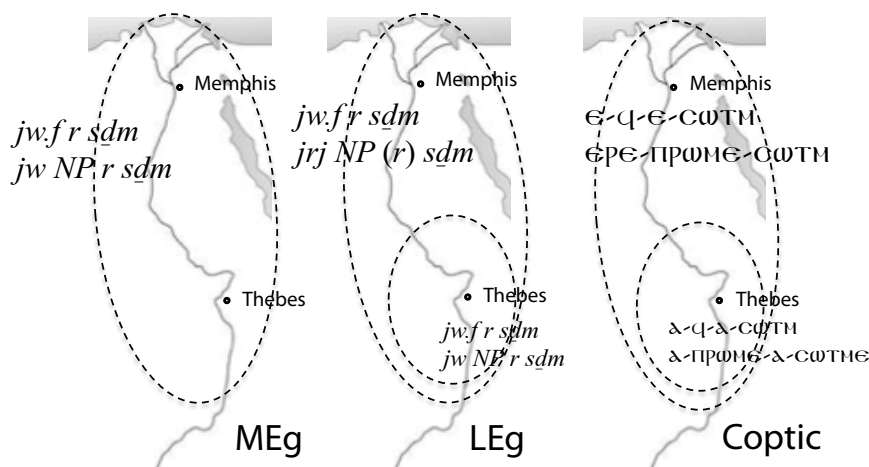 Memphis
jw.f r sḏm
jw NP r sḏm
Thebes
MEg
Memphis
jw.f r sḏm
jrj NP (r) sḏm
Thebes
jw.f r sḏm
jw NP r sḏm
LEg
Memphis
ⲉ-ϥ-ⲉ-ⲥⲱⲧⲙ
ⲉⲣⲉ-ⲡⲣⲱⲙⲉ-ⲥⲱⲧⲙ
Thebes
ⲁ-ϥ-ⲁ-ⲥⲱⲧⲙ
ⲁ-ⲡⲣⲱⲙⲉ-ⲁ-ⲥⲱⲧⲙⲉ
Coptic